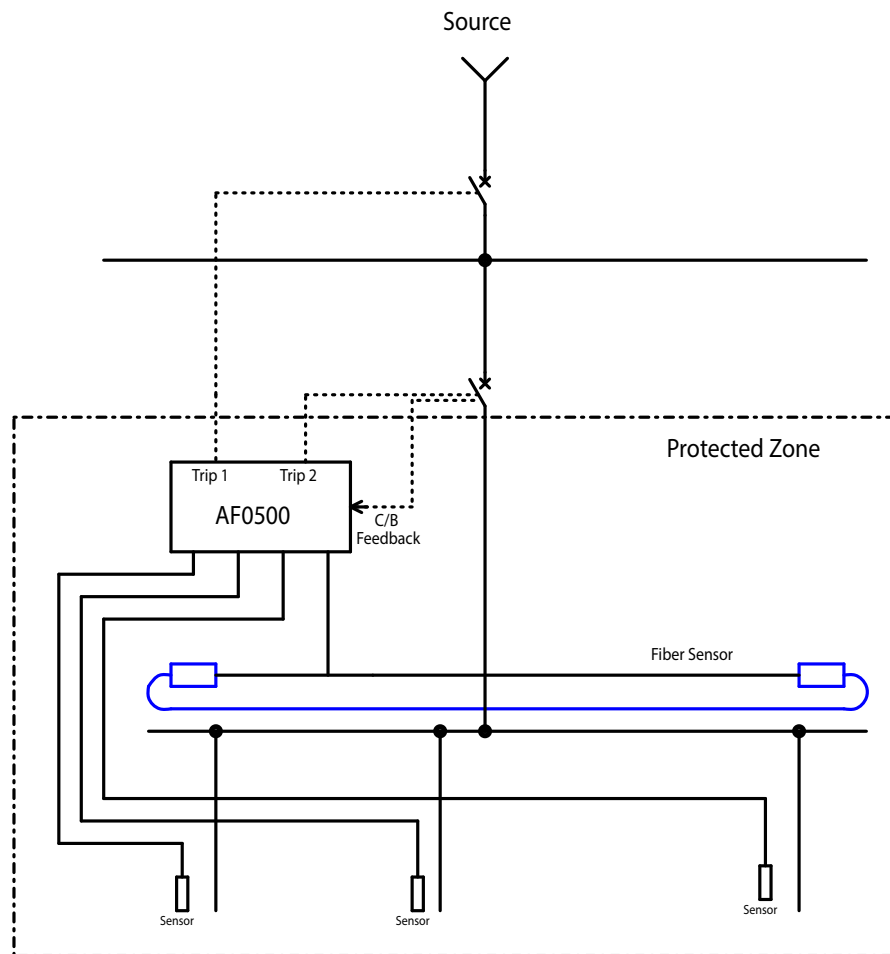 Source
Protected Zone
Trip 1
Trip 2
AF0500
C/B
Feedback
Fiber Sensor
Sensor
Sensor
Sensor